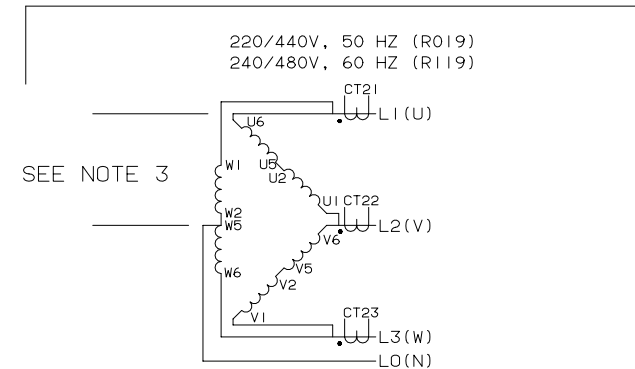 220/440V, 50 HZ (R019)
240/480V, 60 HZ (R119)
CT21
L1(U)
U6
W1
U5
U2
SEE NOTE 3
U1
CT22
W2
W5
L2(V)
V6
W6
V5
V2
V1
CT23
L3(W)
L0(N)